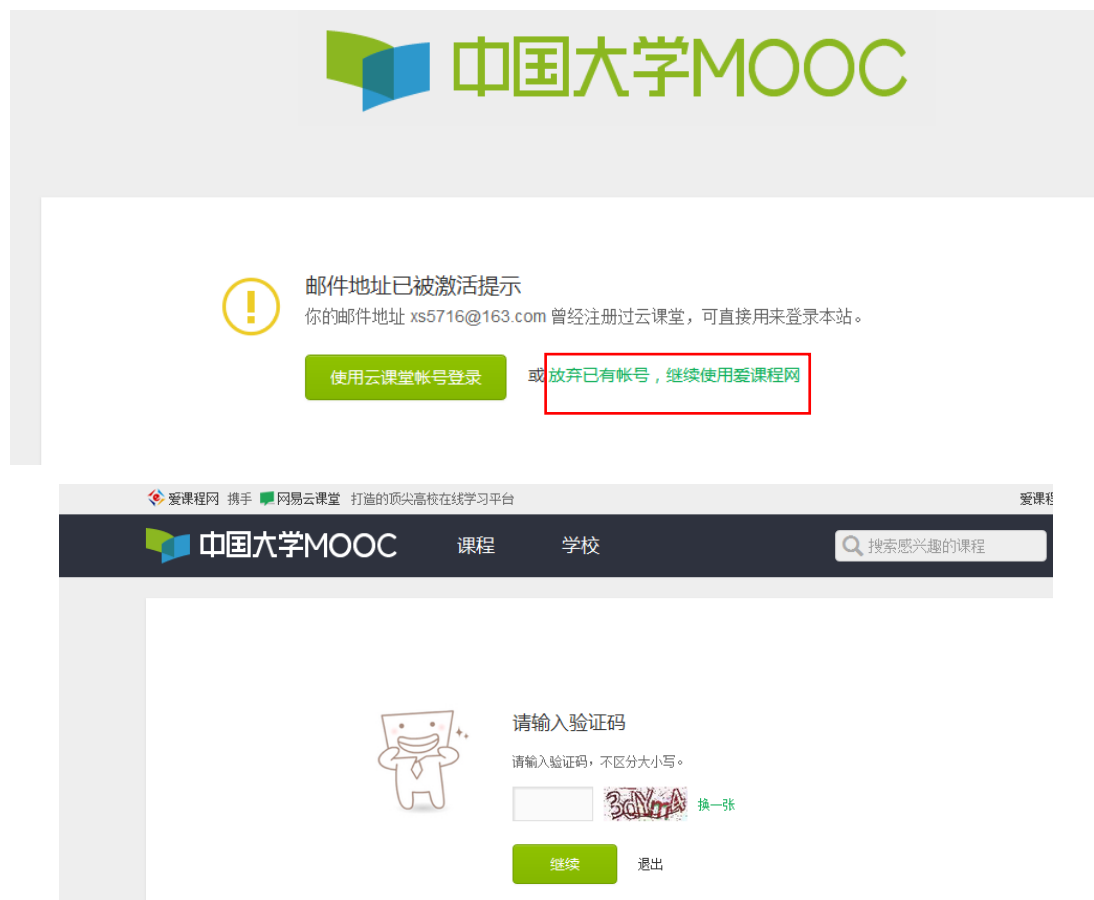 中国大学MOOC
邮件地址已被激活提示
你的邮件地址 xs5716@163.com 曾经注册过云课堂，可直接用来登录本站。
使用云课堂帐号登录 或 放弃已有帐号，继续使用爱课程网
爱课程网 携手 网易云课堂 打造的顶尖高校在线学习平台
中国大学MOOC 课程 学校 搜索感兴趣的课程
请输入验证码
请输入验证码，不区分大小写。
换一张
继续 退出